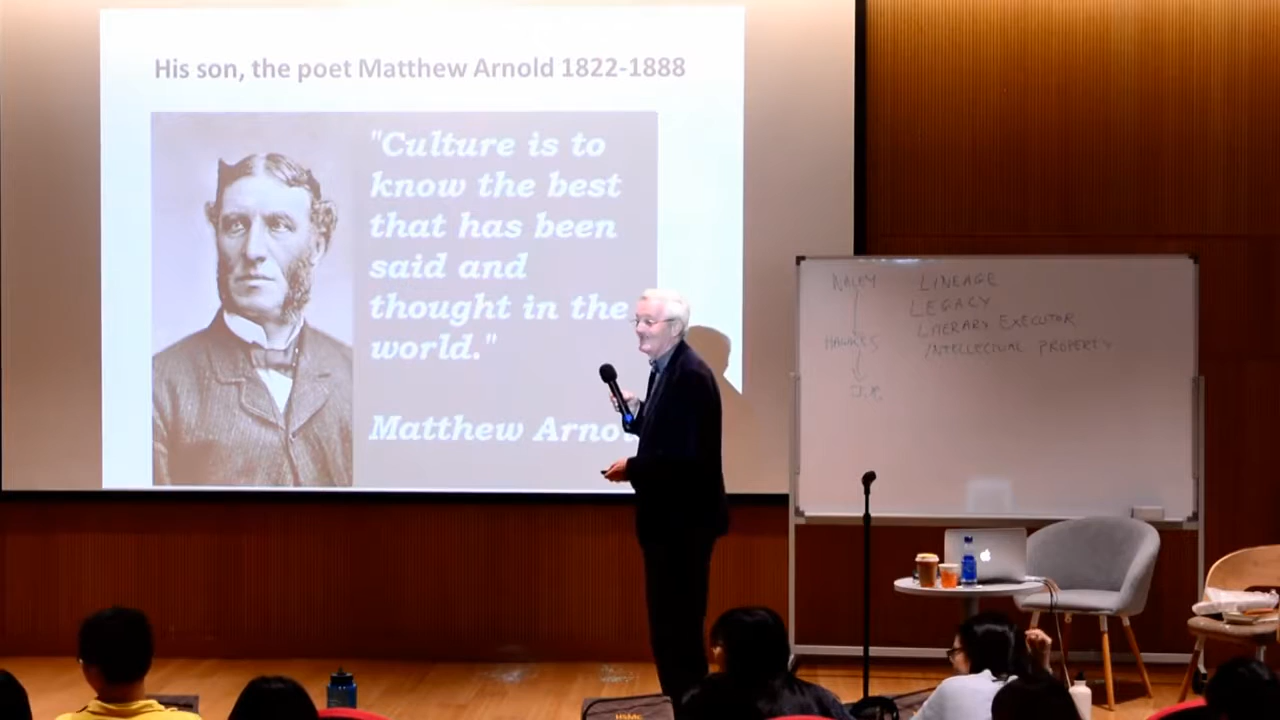 His son, the poet Matthew Arnold 1822-1888
"Culture is to
know the best
that has been
said and
thought in the
world."
Matthew Arno
LINEAGE
LEGACY
LITERARY EXECUTOR
INTELLECTUAL PROPERTY